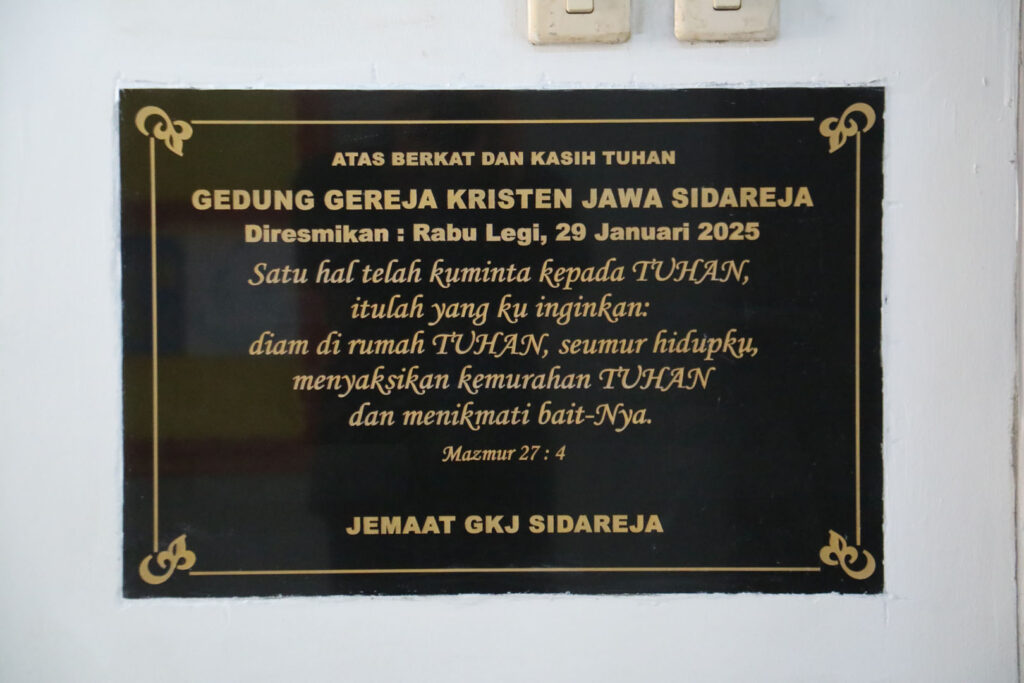 ATAS BERKAT DAN KASIH TUHAN
GEDUNG GEREJA KRISTEN JAWA SIDAREJA
Diresmikan : Rabu Legi, 29 Januari 2025
Satu hal telah kuminta kepada TUHAN,
itulah yang ku inginkan:
diam di rumah TUHAN, seumur hidupku,
menyaksikan kemurahan TUHAN
dan menikmati bait-Nya.
Mazmur 27 : 4
JEMAAT GKJ SIDAREJA